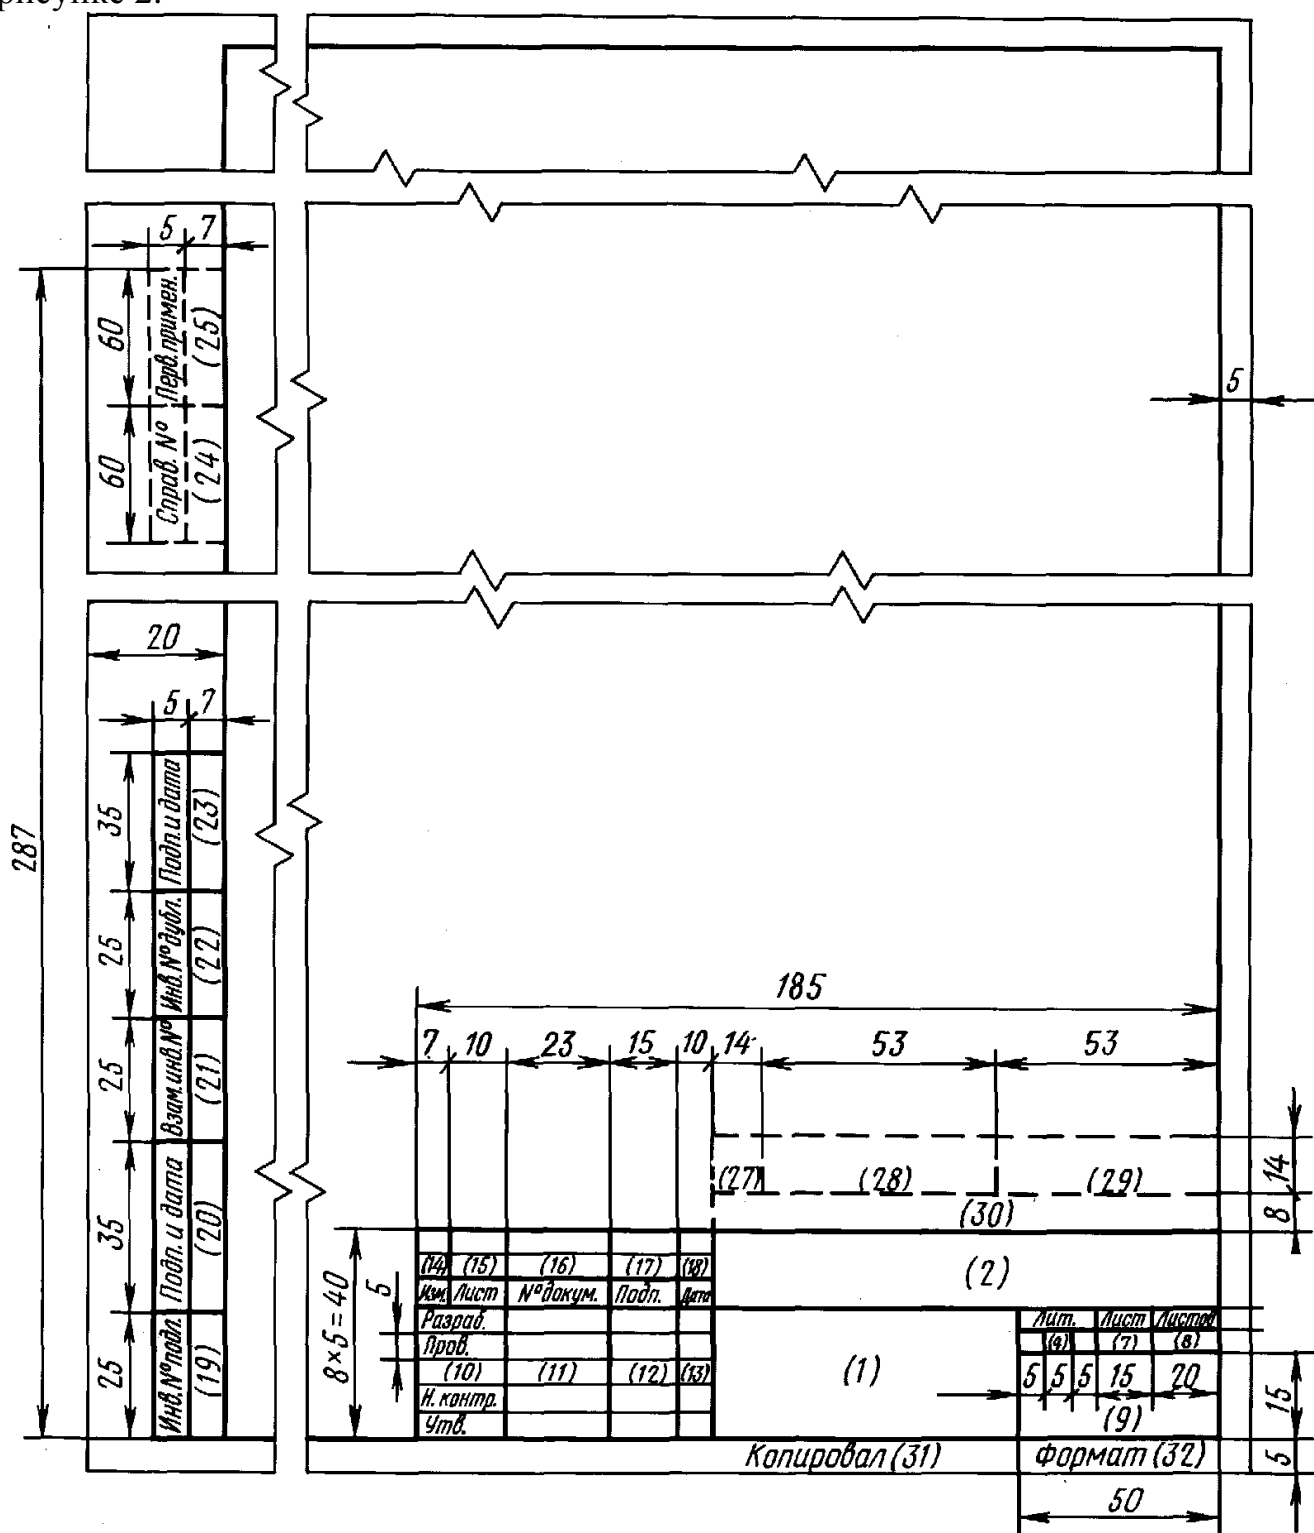 рисунке 2.
5 7
287
60 Перв. примен. (25)
60 Справ. № (24)
5
20
5 7
35 Подп. и дата (23)
25 Инв. № дубл. (22)
25 Взам. инв. № (21)
35 Подп. и дата (20)
25 Инв. № подл. (19)
185
7 10 23 15 10 14 53 53
(27) (28) (29)
14
8
(30)
8×5=40
5
(14) (15) (16) (17) (18)
Изм. Лист № докум. Подп. Дата
(2)
Разраб.
Пров.
(10) (11) (12) (13)
Н. контр.
Утв.
(1)
Лит. Лист Листов
(4) (7) (8)
5 5 5 15 20
(9)
15
Копировал (31) Формат (32)
5
50